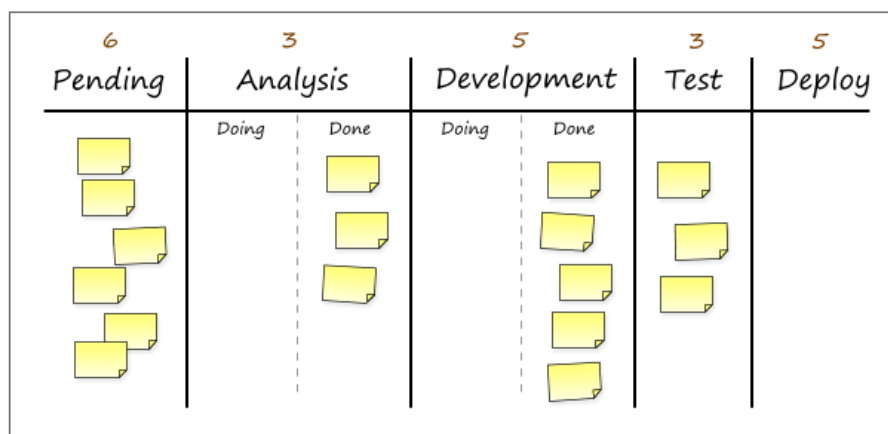 6 3 5 3 5
Pending Analysis Development Test Deploy
Doing Done Doing Done